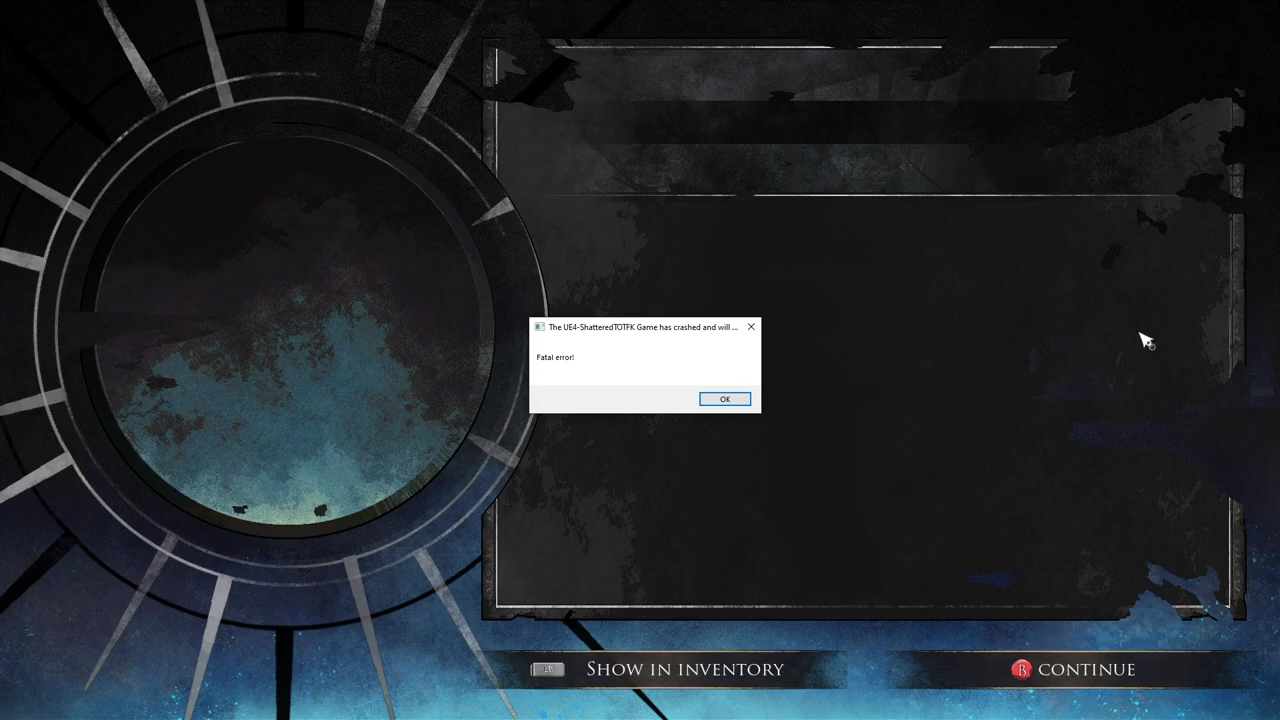 The UE4-ShatteredTOTFK Game has crashed and will ...
Fatal error!
OK
SHOW IN INVENTORY
B CONTINUE